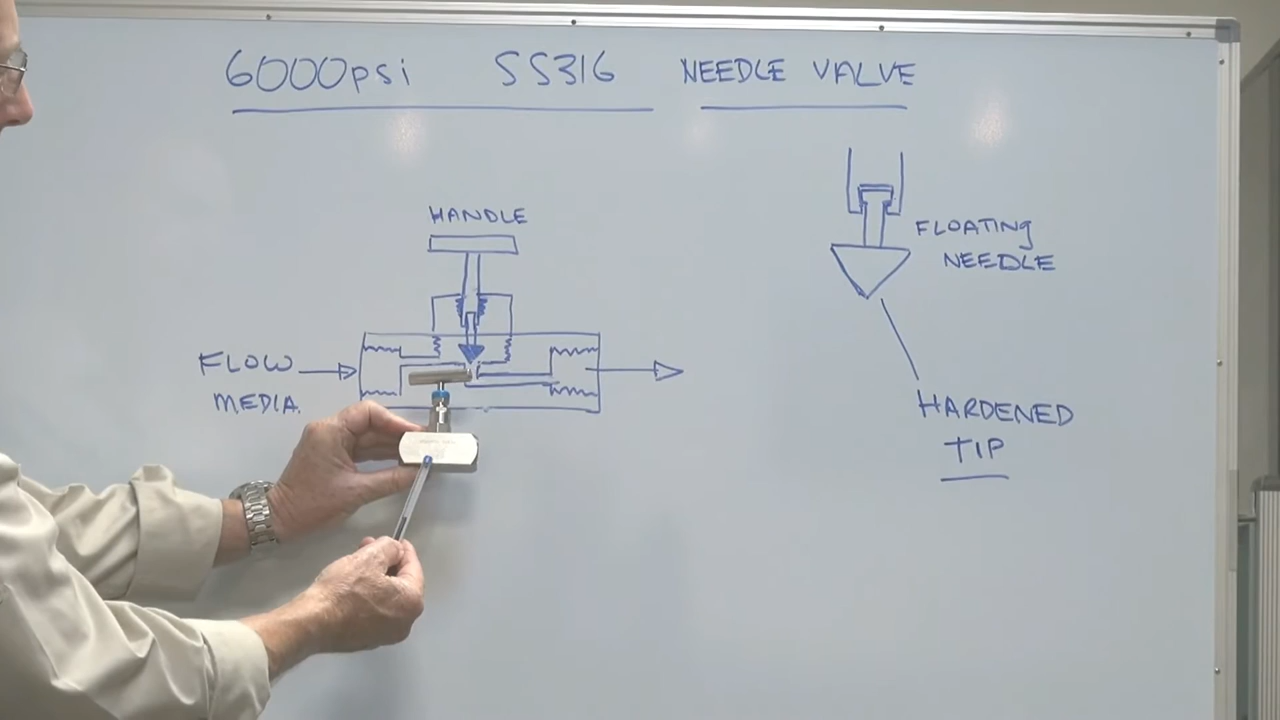 6000psi SS316 NEEDLE VALVE
HANDLE
FLOATING
NEEDLE
FLOW
MEDIA.
HARDENED
TIP